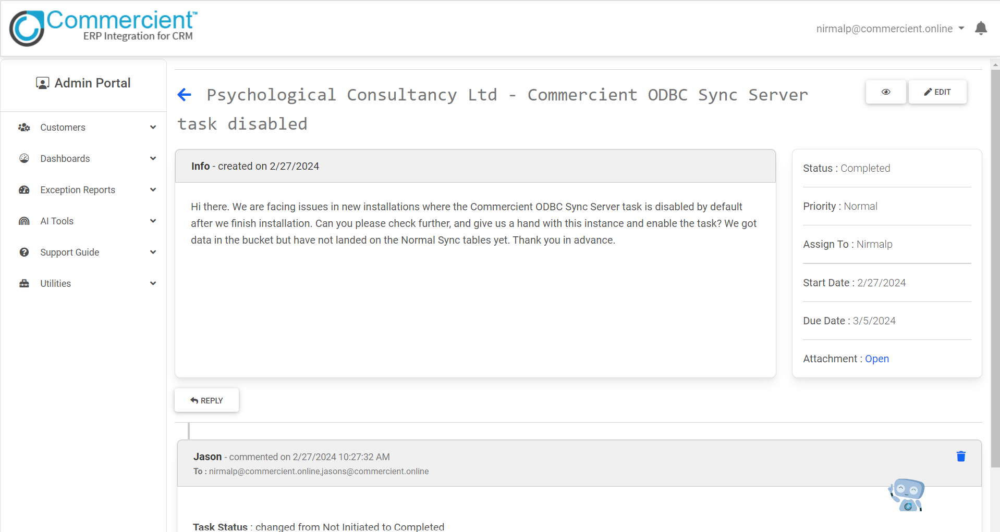 Commercient™
ERP Integration for CRM
nirmalp@commercient.online
Admin Portal
Customers
Dashboards
Exception Reports
AI Tools
Support Guide
Utilities
Psychological Consultancy Ltd - Commercient ODBC Sync Server
task disabled
EDIT
Info - created on 2/27/2024
Hi there. We are facing issues in new installations where the Commercient ODBC Sync Server task is disabled by default
after we finish installation. Can you please check further, and give us a hand with this instance and enable the task? We got
data in the bucket but have not landed on the Normal Sync tables yet. Thank you in advance.
Status : Completed
Priority : Normal
Assign To : Nirmalp
Start Date : 2/27/2024
Due Date : 3/5/2024
Attachment : Open
REPLY
Jason - commented on 2/27/2024 10:27:32 AM
To : nirmalp@commercient.online,jasons@commercient.online
Task Status : changed from Not Initiated to Completed